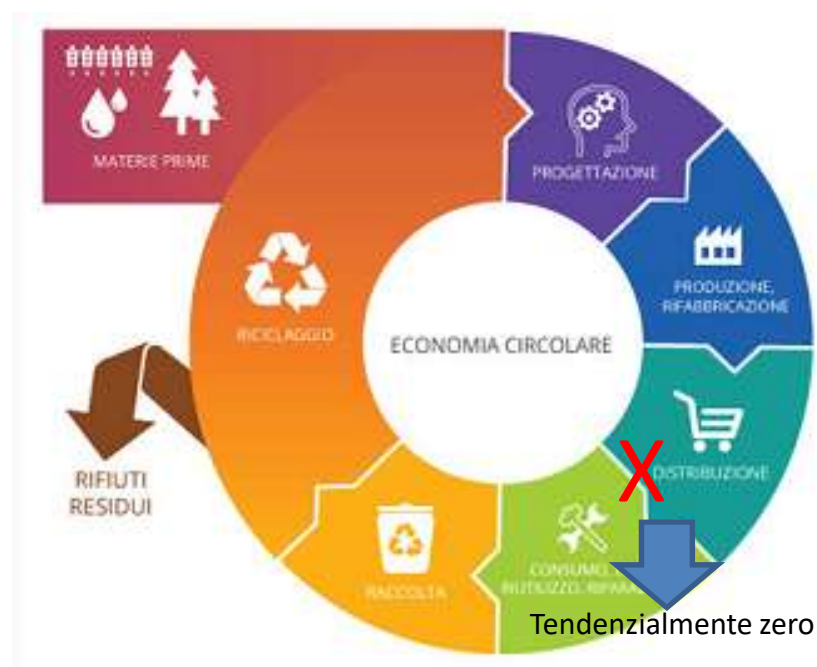 MATERIE PRIME
PROGETTAZIONE
PRODUZIONE,
RIFABBRICAZIONE
RICICLAGGIO
ECONOMIA CIRCOLARE
X
DISTRIBUZIONE
RIFIUTI
RESIDUI
CONSUMO,
RIUTILIZZO,
RACCOLTA
Tendenzialmente zero